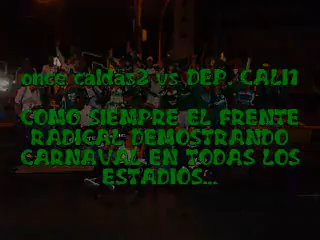 once caldas2 vs DEP. CALI1
COMO SIEMPRE EL FRENTE
RADICAL DEMOSTRANDO
CARNAVAL EN TODAS LOS
ESTADIOS...